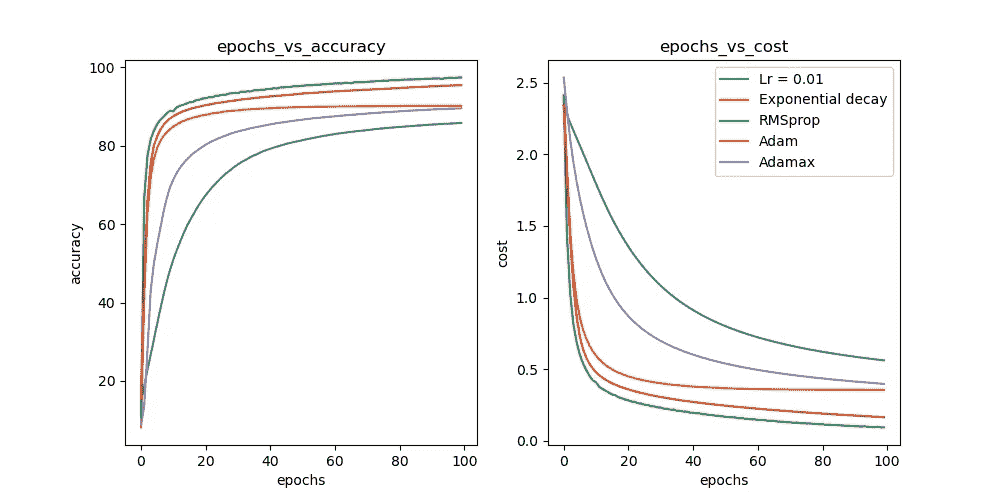 epochs_vs_accuracy
100
80
60
40
20
0 20 40 60 80 100
accuracy
epochs
epochs_vs_cost
Lr = 0.01
Exponential decay
RMSprop
Adam
Adamax
2.5
2.0
1.5
1.0
0.5
0.0
0 20 40 60 80 100
cost
epochs